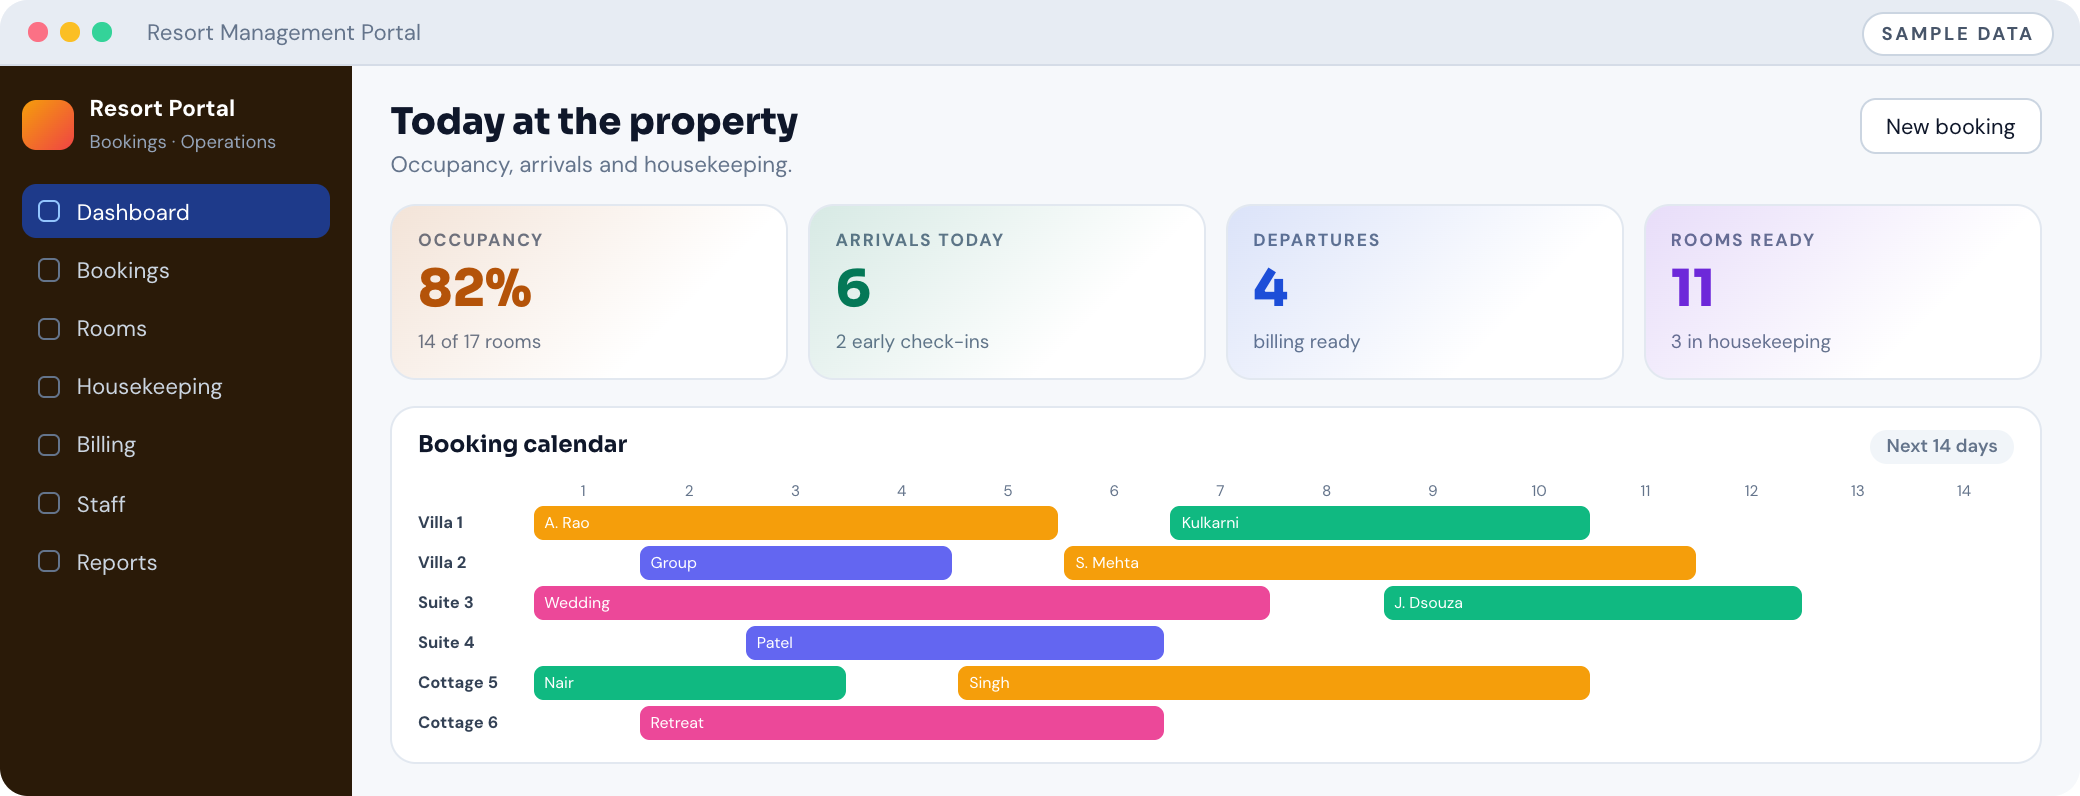 Resort Management Portal
SAMPLE DATA
Resort Portal
Bookings · Operations
Dashboard
Bookings
Rooms
Housekeeping
Billing
Staff
Reports
Today at the property
Occupancy, arrivals and housekeeping.
New booking
OCCUPANCY
82%
14 of 17 rooms
ARRIVALS TODAY
6
2 early check-ins
DEPARTURES
4
billing ready
ROOMS READY
11
3 in housekeeping
Booking calendar
Next 14 days
1 2 3 4 5 6 7 8 9 10 11 12 13 14
Villa 1 A. Rao Kulkarni
Villa 2 Group S. Mehta
Suite 3 Wedding J. Dsouza
Suite 4 Patel
Cottage 5 Nair Singh
Cottage 6 Retreat